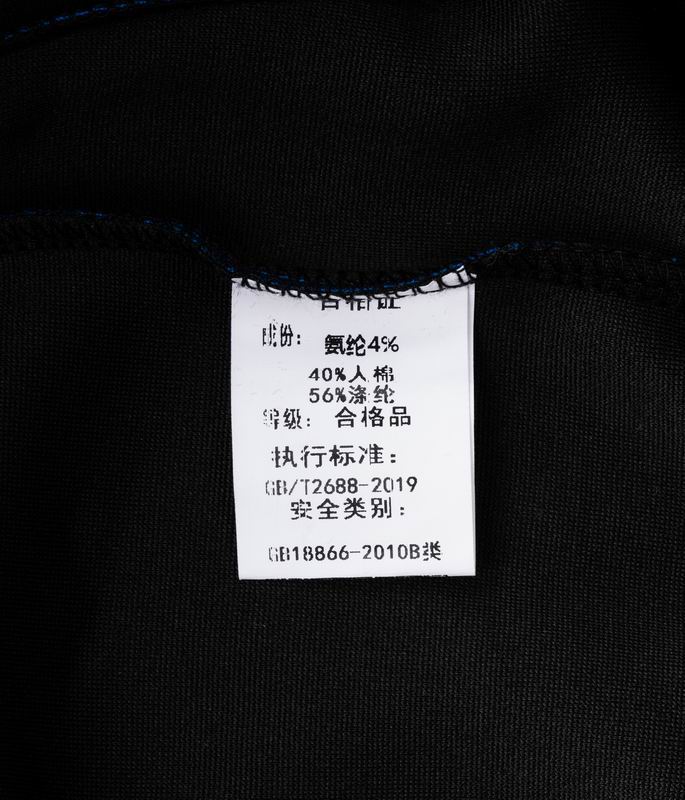 合格证
成份：
氨纶4%
40%人棉
56%涤纶
等级：合格品
执行标准：
GB/T2688-2019
安全类别：
GB18866-2010B类